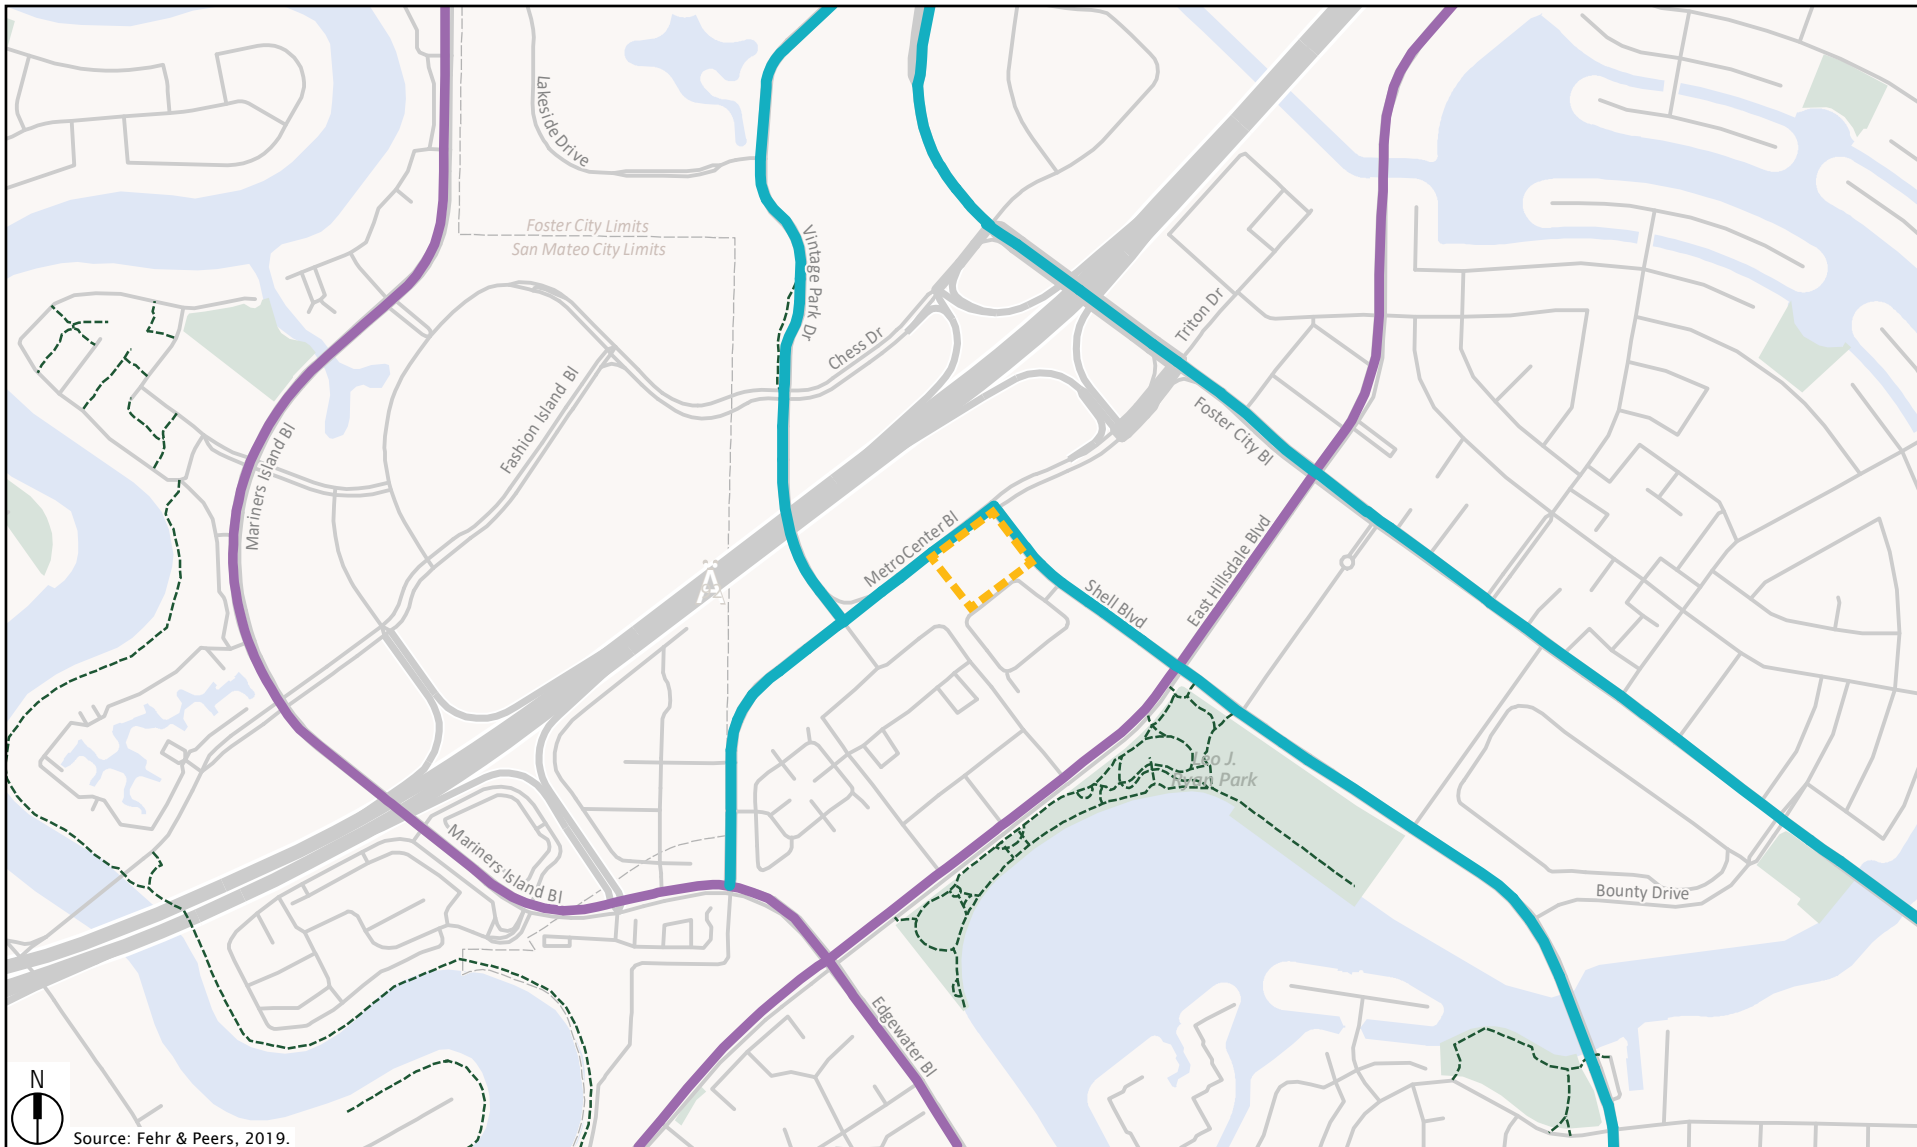 Lakeside Drive
Foster City Limits
San Mateo City Limits
Vintage Park Dr
Chess Dr
Triton Dr
Fashion Island Bl
Mariners Island Bl
Foster City Bl
MetroCenter Bl
East Hillsdale Blvd
Shell Blvd
Leo J.
Ryan Park
Mariners Island Bl
Bounty Drive
Edgewater Bl
N
Source: Fehr & Peers, 2019.